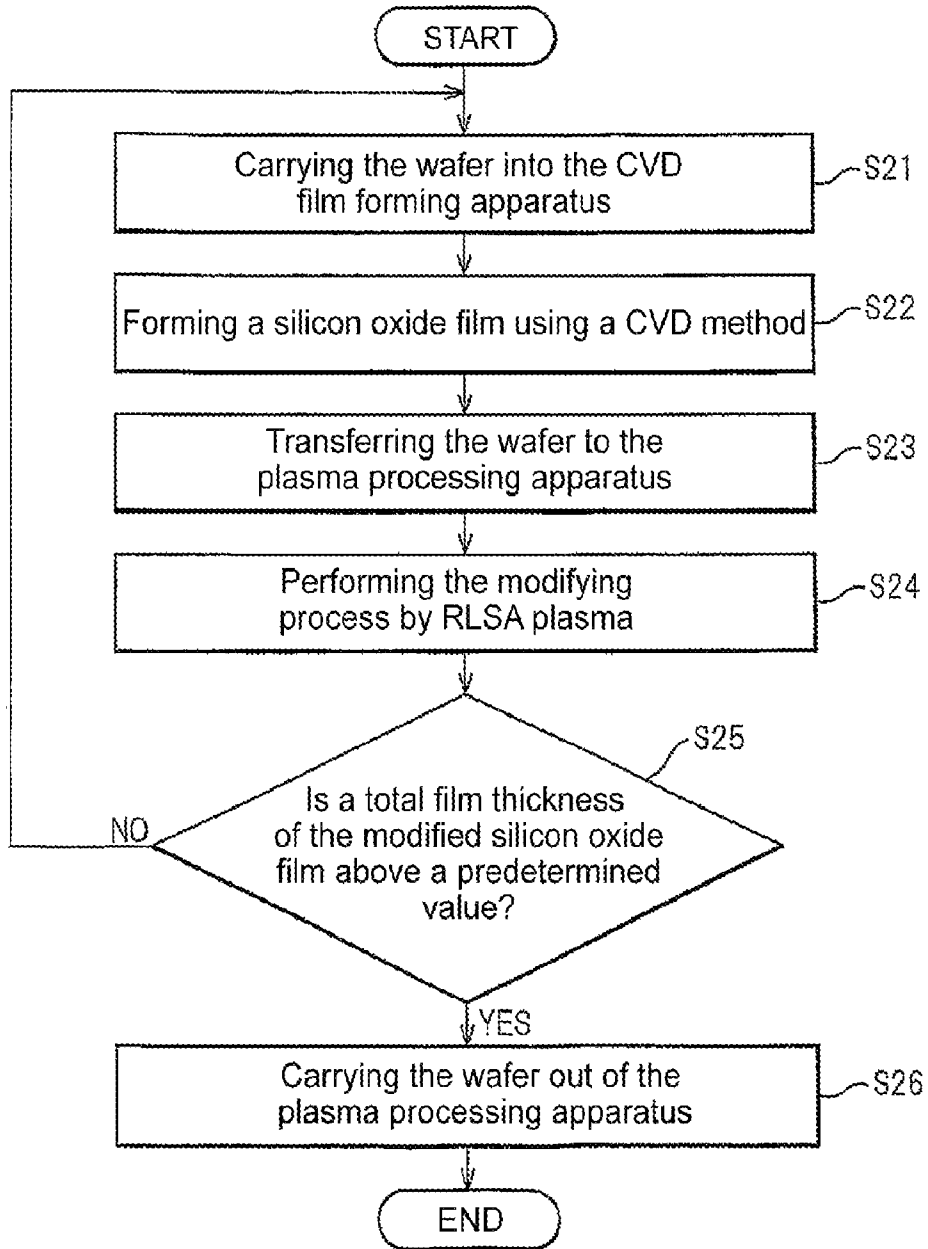 START
Carrying the wafer into the CVD
film forming apparatus
S21
Forming a silicon oxide film using a CVD method
S22
Transferring the wafer to the
plasma processing apparatus
S23
Performing the modifying
process by RLSA plasma
S24
S25
Is a total film thickness
of the modified silicon oxide
film above a predetermined
value?
NO
YES
Carrying the wafer out of the
plasma processing apparatus
S26
END